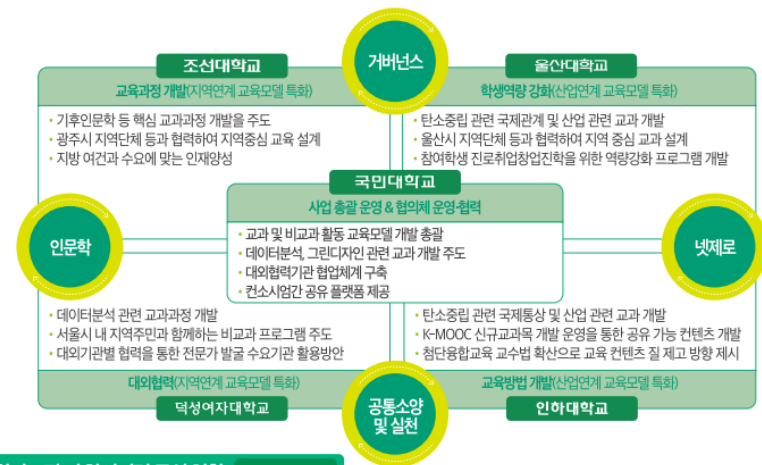 거버넌스
조선대학교
교육과정 개발(지역연계 교육모델 특화)
• 기후인문학 등 핵심 교과과정 개발을 주도
• 광주시 지역단체 등과 협력하여 지역중심 교육 설계
• 지방 여건과 수요에 맞는 인재양성
울산대학교
학생역량 강화(산업연계 교육모델 특화)
• 탄소중립 관련 국제관계 및 산업 관련 교과 개발
• 울산시 지역단체 등과 협력하여 지역 중심 교과 설계
• 참여학생 진로취업창업진학을 위한 역량강화 프로그램 개발
국민대학교
사업 총괄 운영 & 협의체 운영·협력
• 교과 및 비교과 활동 교육모델 개발 총괄
• 데이터분석, 그린디자인 관련 교과 개발 주도
• 대외협력기관 협업체계 구축
• 컨소시엄간 공유 플랫폼 제공
인문학
넷제로
• 데이터분석 관련 교과과정 개발
• 서울시 내 지역주민과 함께하는 비교과 프로그램 주도
• 대외기관별 협력을 통한 전문가 발굴 수요기관 활용방안
대외협력(지역연계 교육모델 특화)
덕성여자대학교
• 탄소중립 관련 국제통상 및 산업 관련 교과 개발
• K-MOOC 신규교과목 개발 운영을 통한 공유 가능 컨텐츠 개발
• 첨단융합교육 교수법 확산으로 교육 컨텐츠 질 제고 방향 제시
교육방법 개발(산업연계 교육모델 특화)
인하대학교
공통소양
및 실천